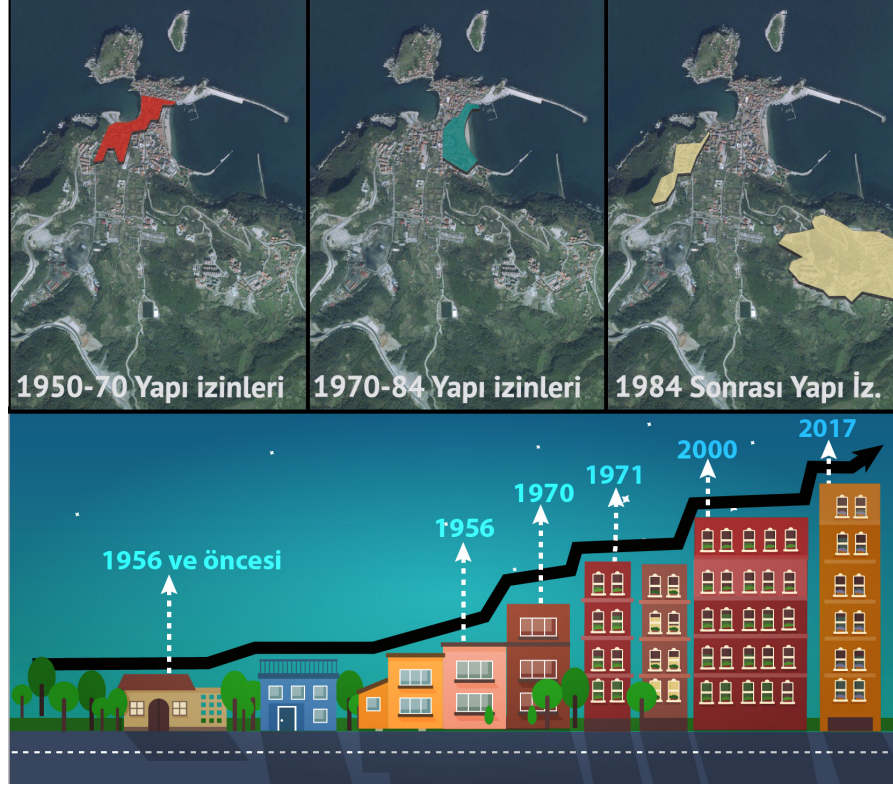 1950-70 Yapı izinleri
1970-84 Yapı izinleri
1984 Sonrası Yapı İz.
1956 ve öncesi
1956
1970
1971
2000
2017